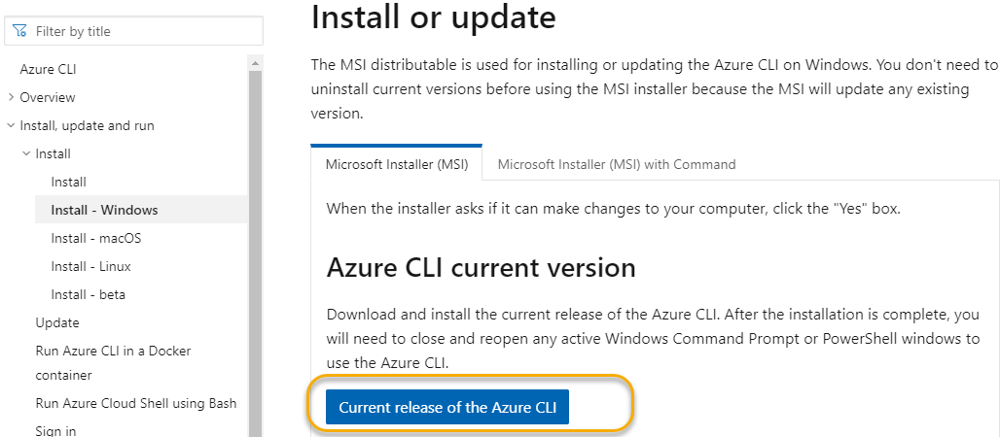 Filter by title
Azure CLI
Overview
Install, update and run
Install
Install
Install - Windows
Install - macOS
Install - Linux
Install - beta
Update
Run Azure CLI in a Docker
container
Run Azure Cloud Shell using Bash
Sign in
Install or update
The MSI distributable is used for installing or updating the Azure CLI on Windows. You don't need to
uninstall current versions before using the MSI installer because the MSI will update any existing
version.
Microsoft Installer (MSI)
Microsoft Installer (MSI) with Command
When the installer asks if it can make changes to your computer, click the "Yes" box.
Azure CLI current version
Download and install the current release of the Azure CLI. After the installation is complete, you
will need to close and reopen any active Windows Command Prompt or PowerShell windows to
use the Azure CLI.
Current release of the Azure CLI